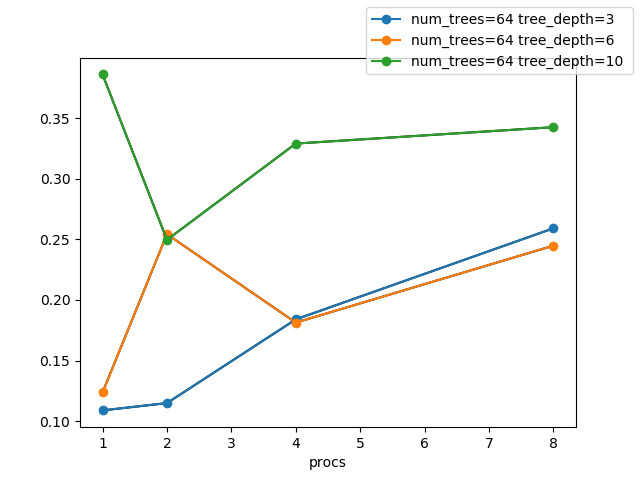 num_trees=64 tree_depth=3
num_trees=64 tree_depth=6
num_trees=64 tree_depth=10
0.35
0.30
0.25
0.20
0.15
0.10
1 2 3 4 5 6 7 8
procs